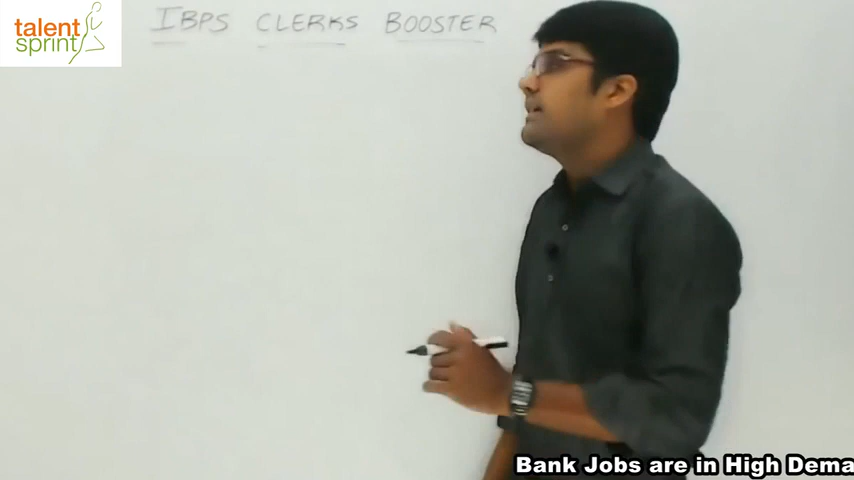 talent
sprint
IBPS CLERKS BOOSTER
Bank Jobs are in High Dema